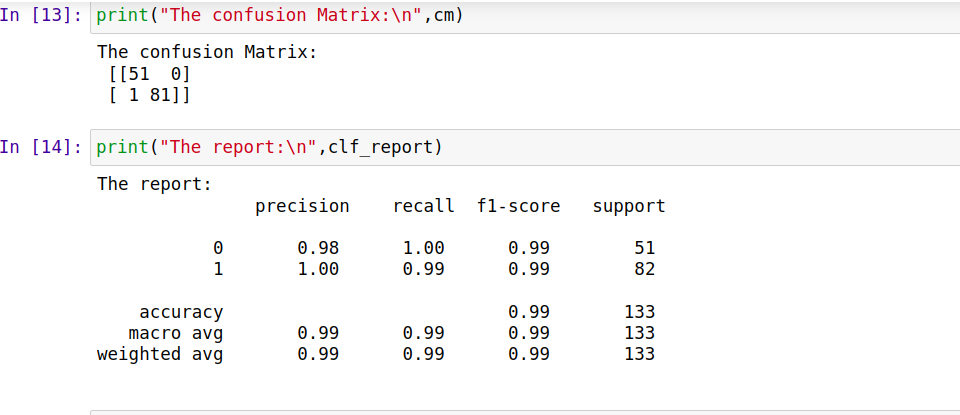 In [13]: print("The confusion Matrix:\n",cm)
The confusion Matrix:
 [[51  0]
 [ 1 81]]
In [14]: print("The report:\n",clf_report)
The report:
               precision    recall  f1-score   support

           0       0.98      1.00      0.99        51
           1       1.00      0.99      0.99        82

    accuracy                           0.99       133
   macro avg       0.99      0.99      0.99       133
weighted avg       0.99      0.99      0.99       133